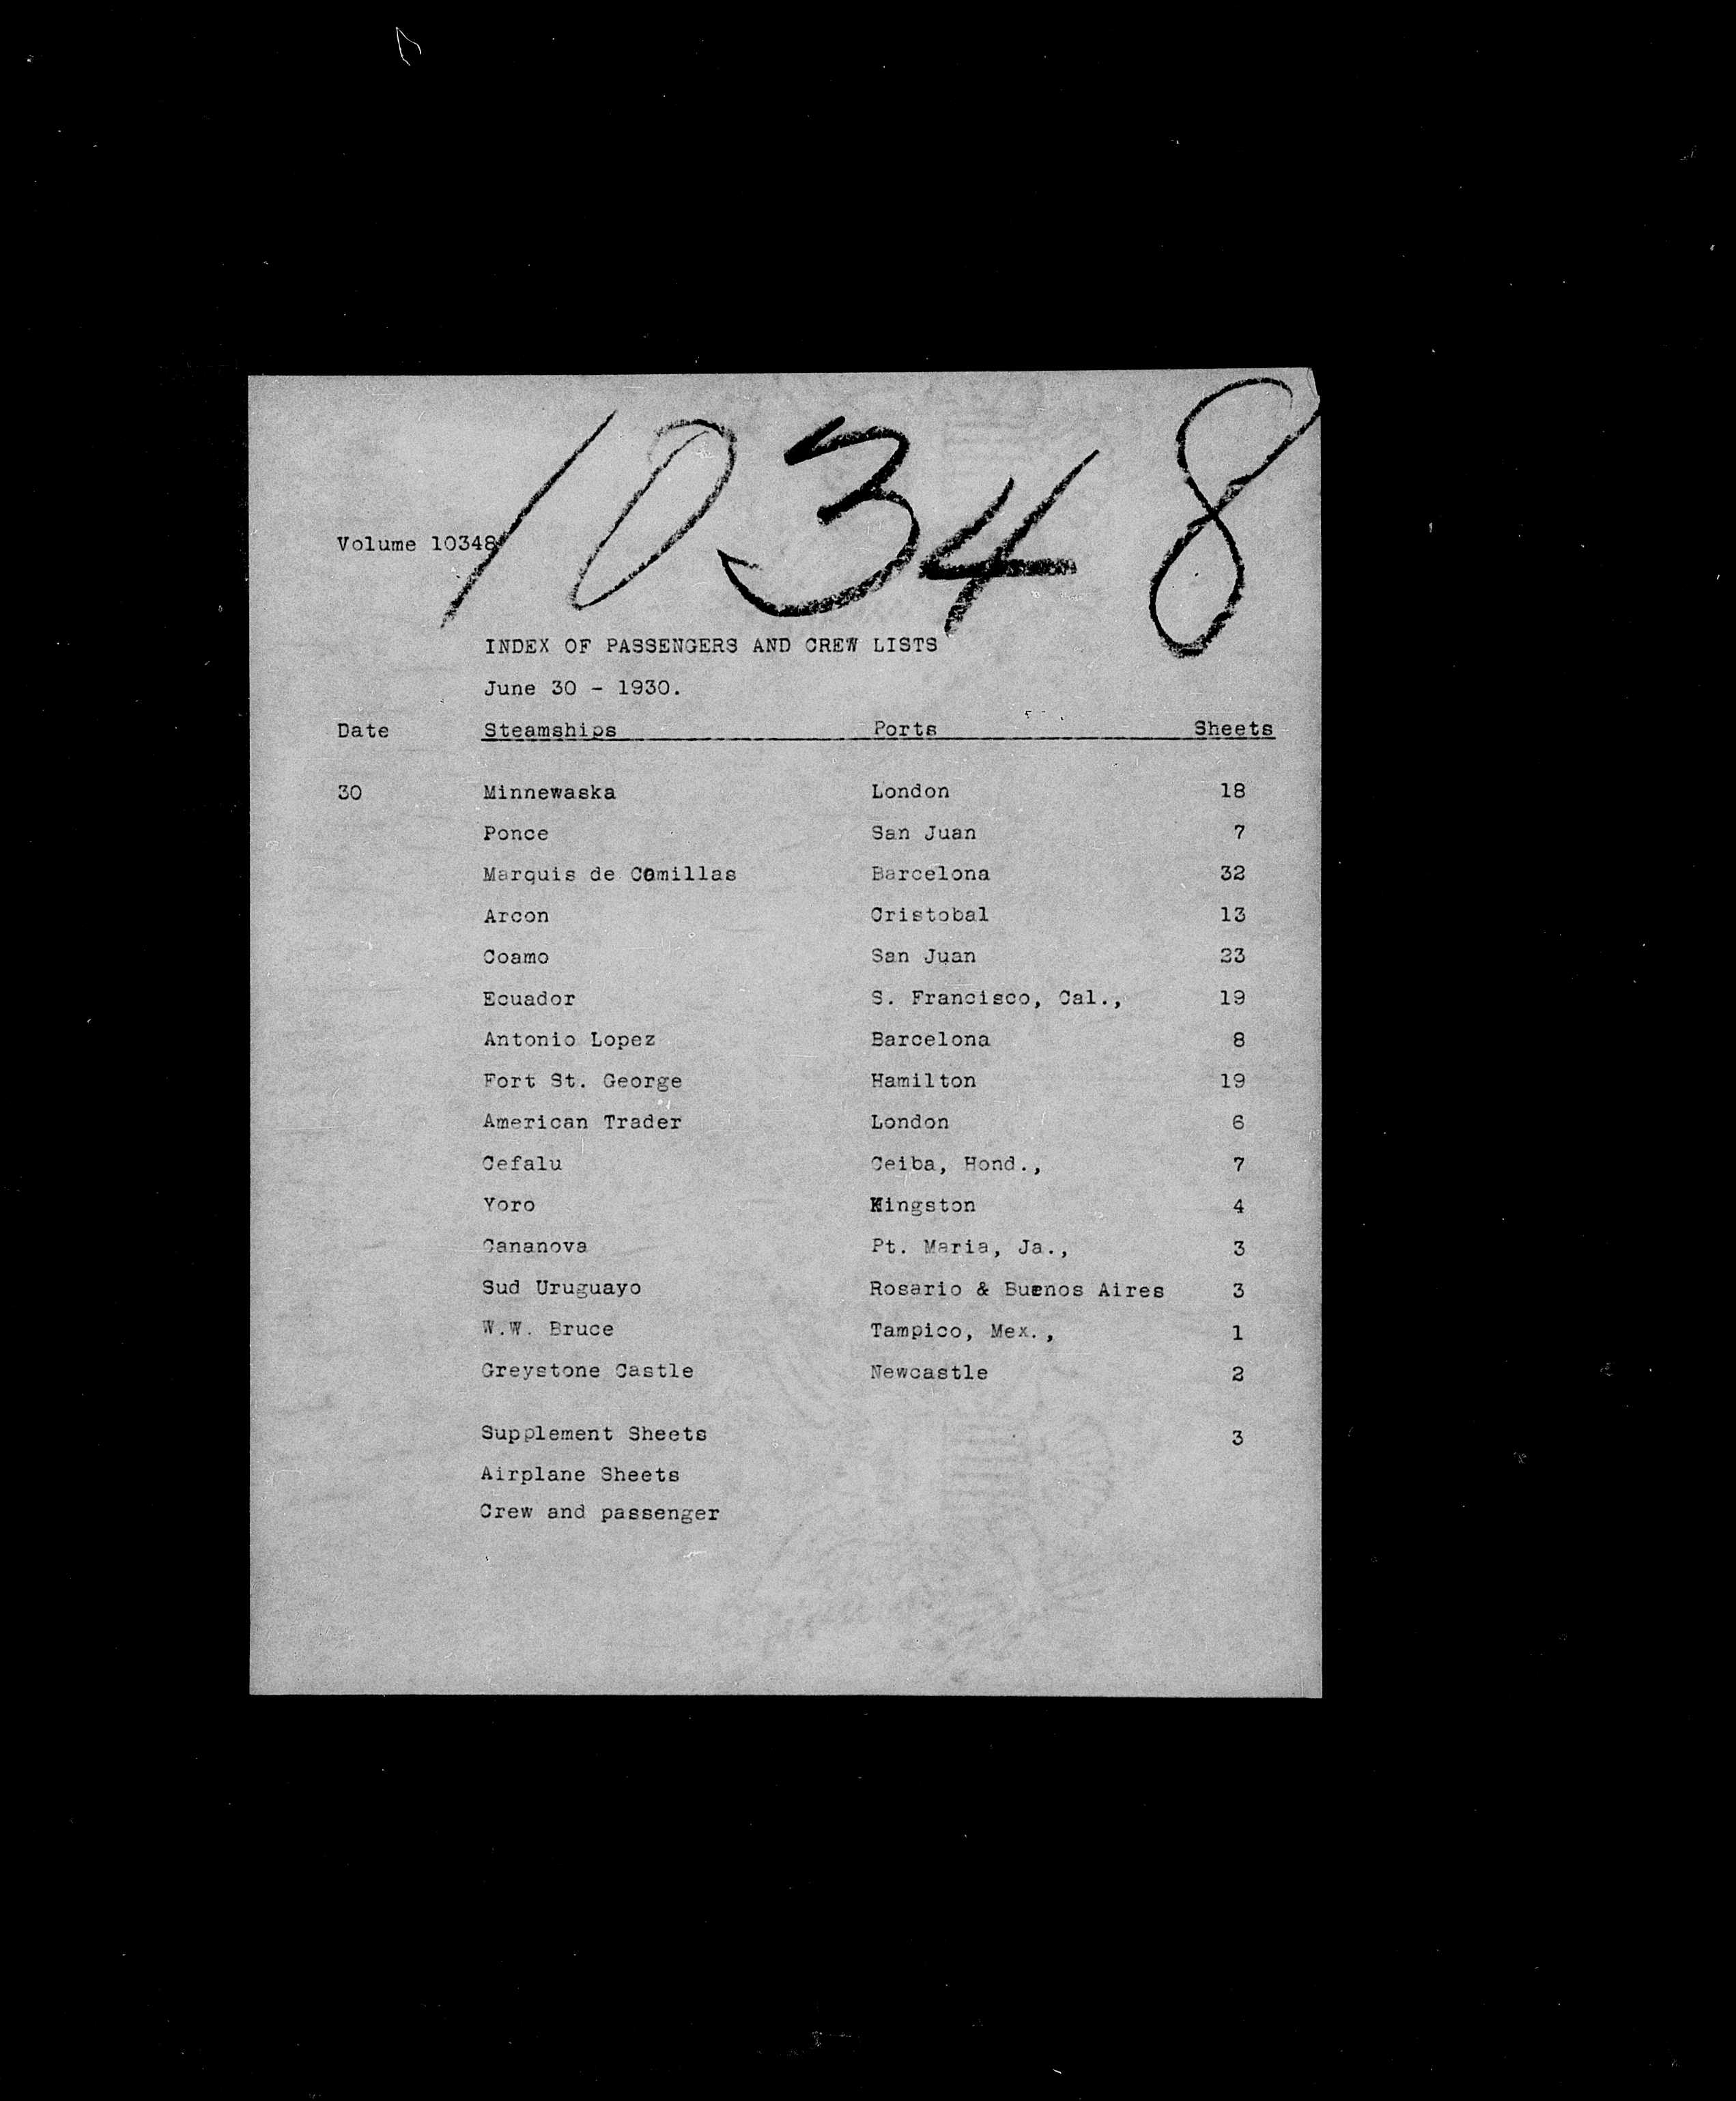 10348
Volume 10348
INDEX OF PASSENGERS AND CREW LISTS
June 30 - 1930.
Date Steamships Ports Sheets
30 Minnewaska London 18
Ponce San Juan 7
Marquis de Comillas Barcelona 32
Arcon Cristobal 13
Coamo San Juan 23
Ecuador S. Francisco, Cal., 19
Antonio Lopez Barcelona 8
Fort St. George Hamilton 19
American Trader London 6
Cefalu Ceiba, Hond., 7
Yoro Kingston 4
Cananova Pt. Maria, Ja., 3
Sud Uruguayo Rosario & Buenos Aires 3
W.W. Bruce Tampico, Mex., 1
Greystone Castle Newcastle 2
Supplement Sheets 3
Airplane Sheets
Crew and passenger